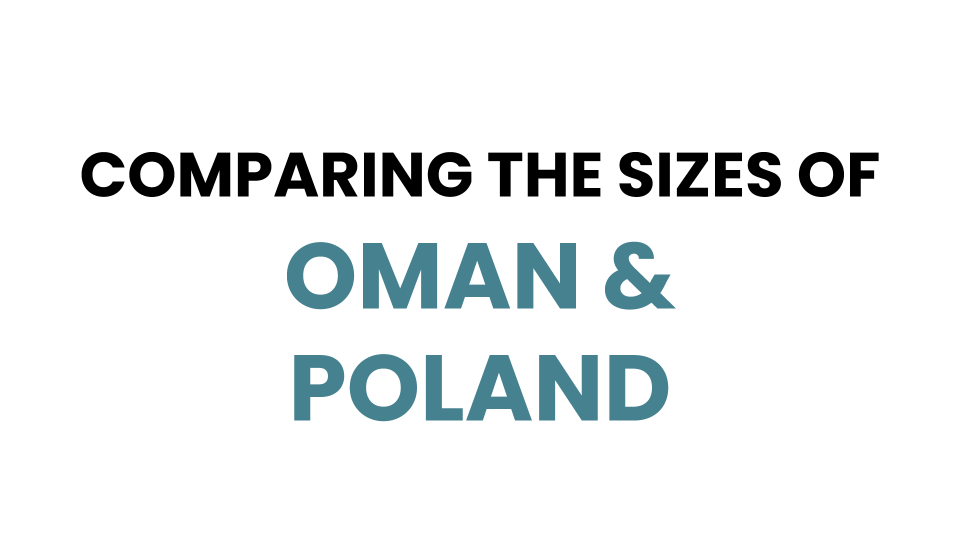 COMPARING THE SIZES OF
OMAN &
POLAND